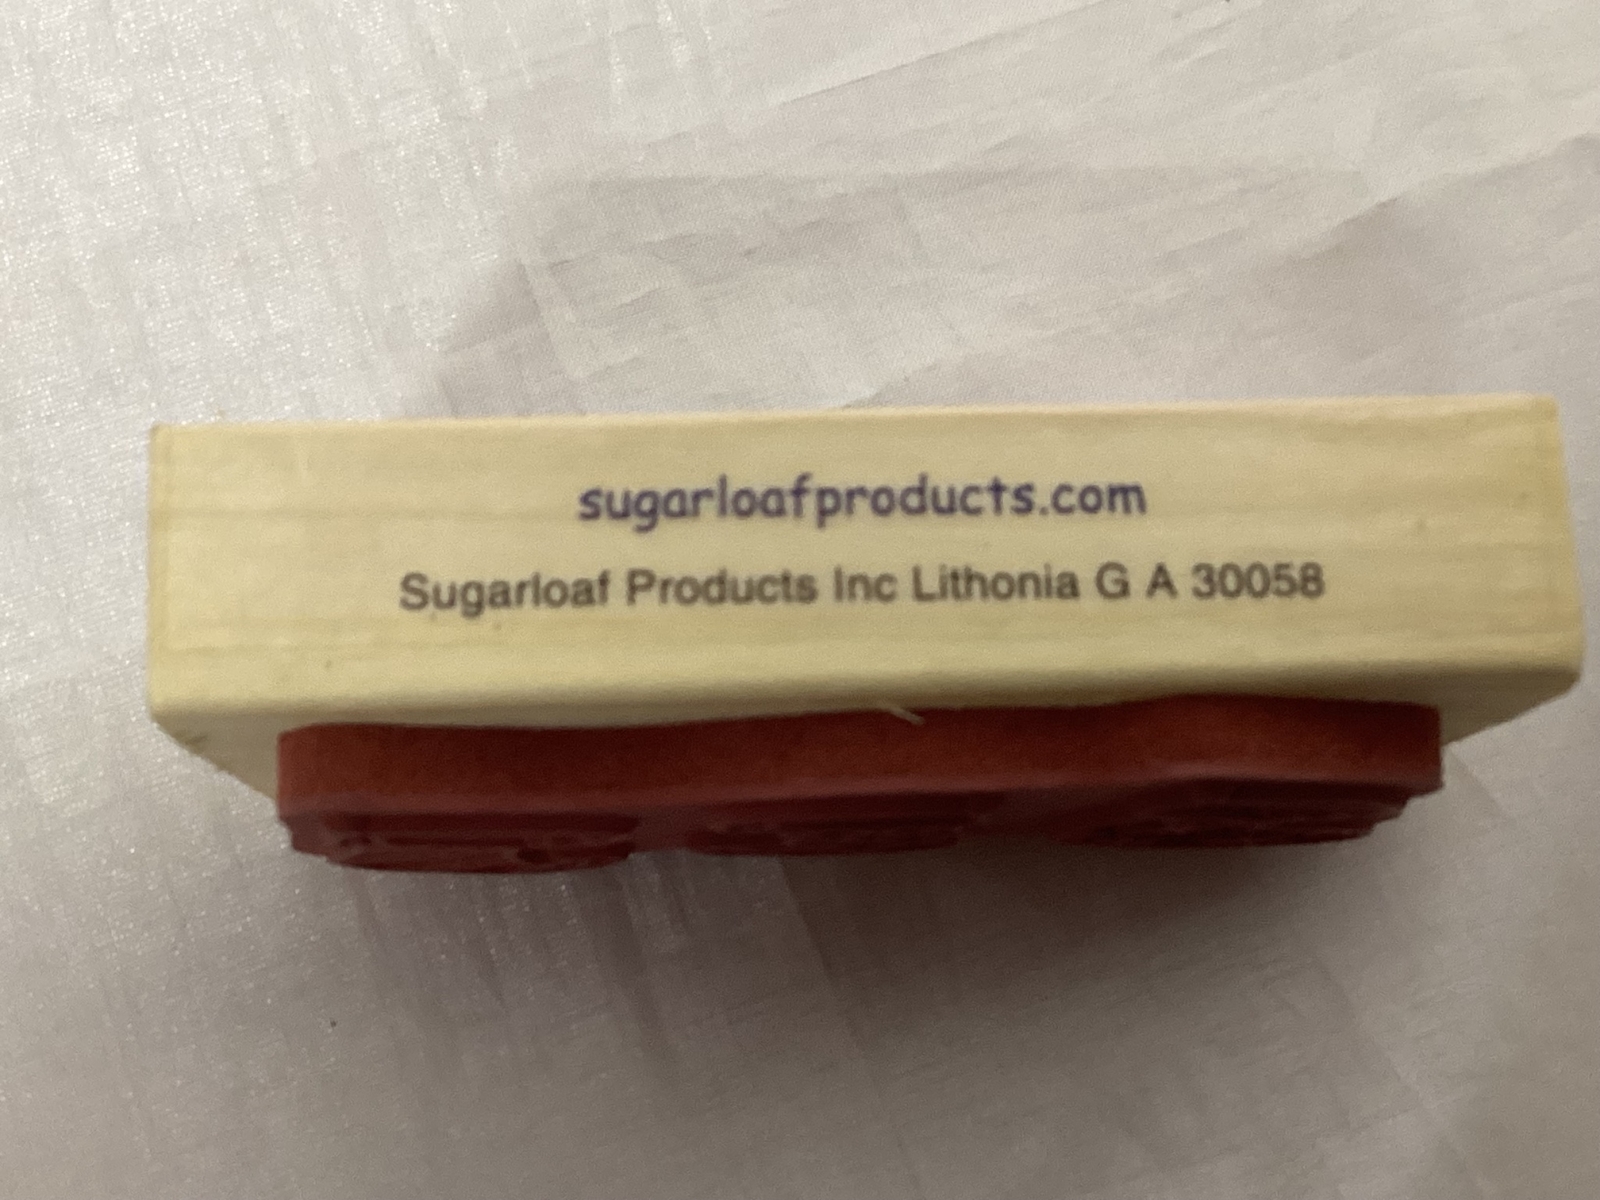 sugarloafproducts.com
Sugarloaf Products Inc Lithonia G A 30058